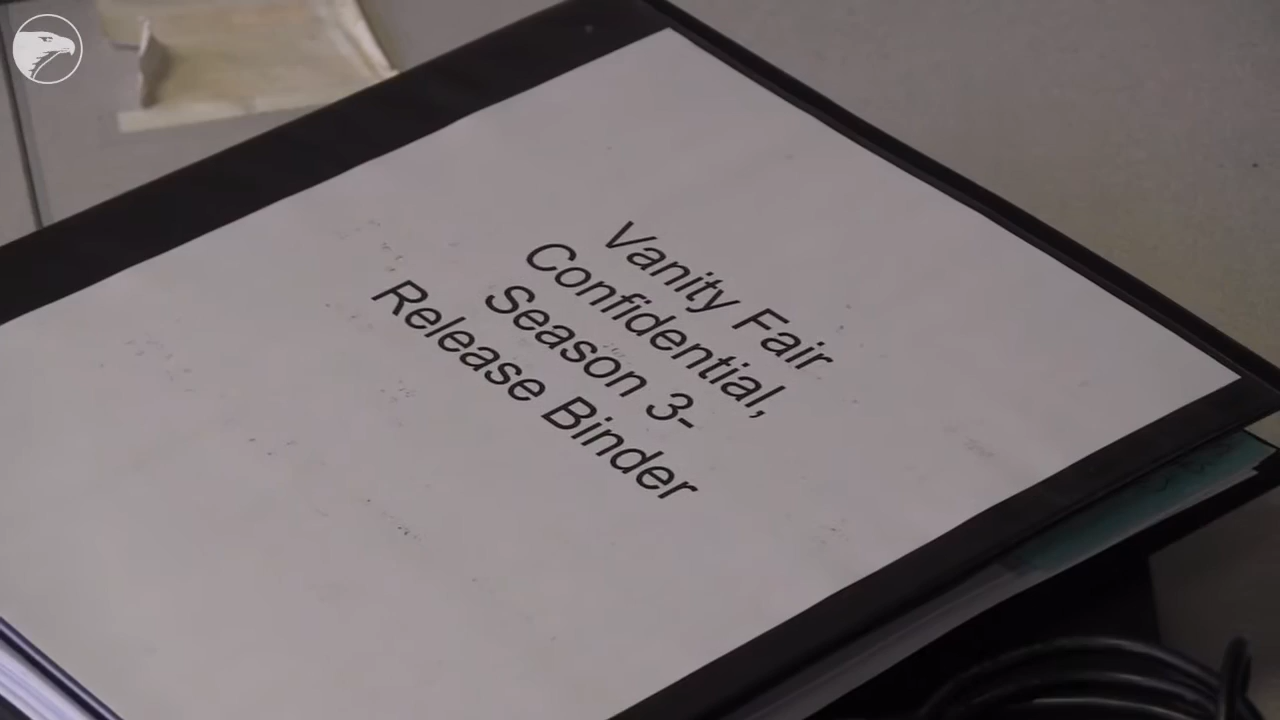 Vanity Fair
Confidential,
Season 3-
Release Binder